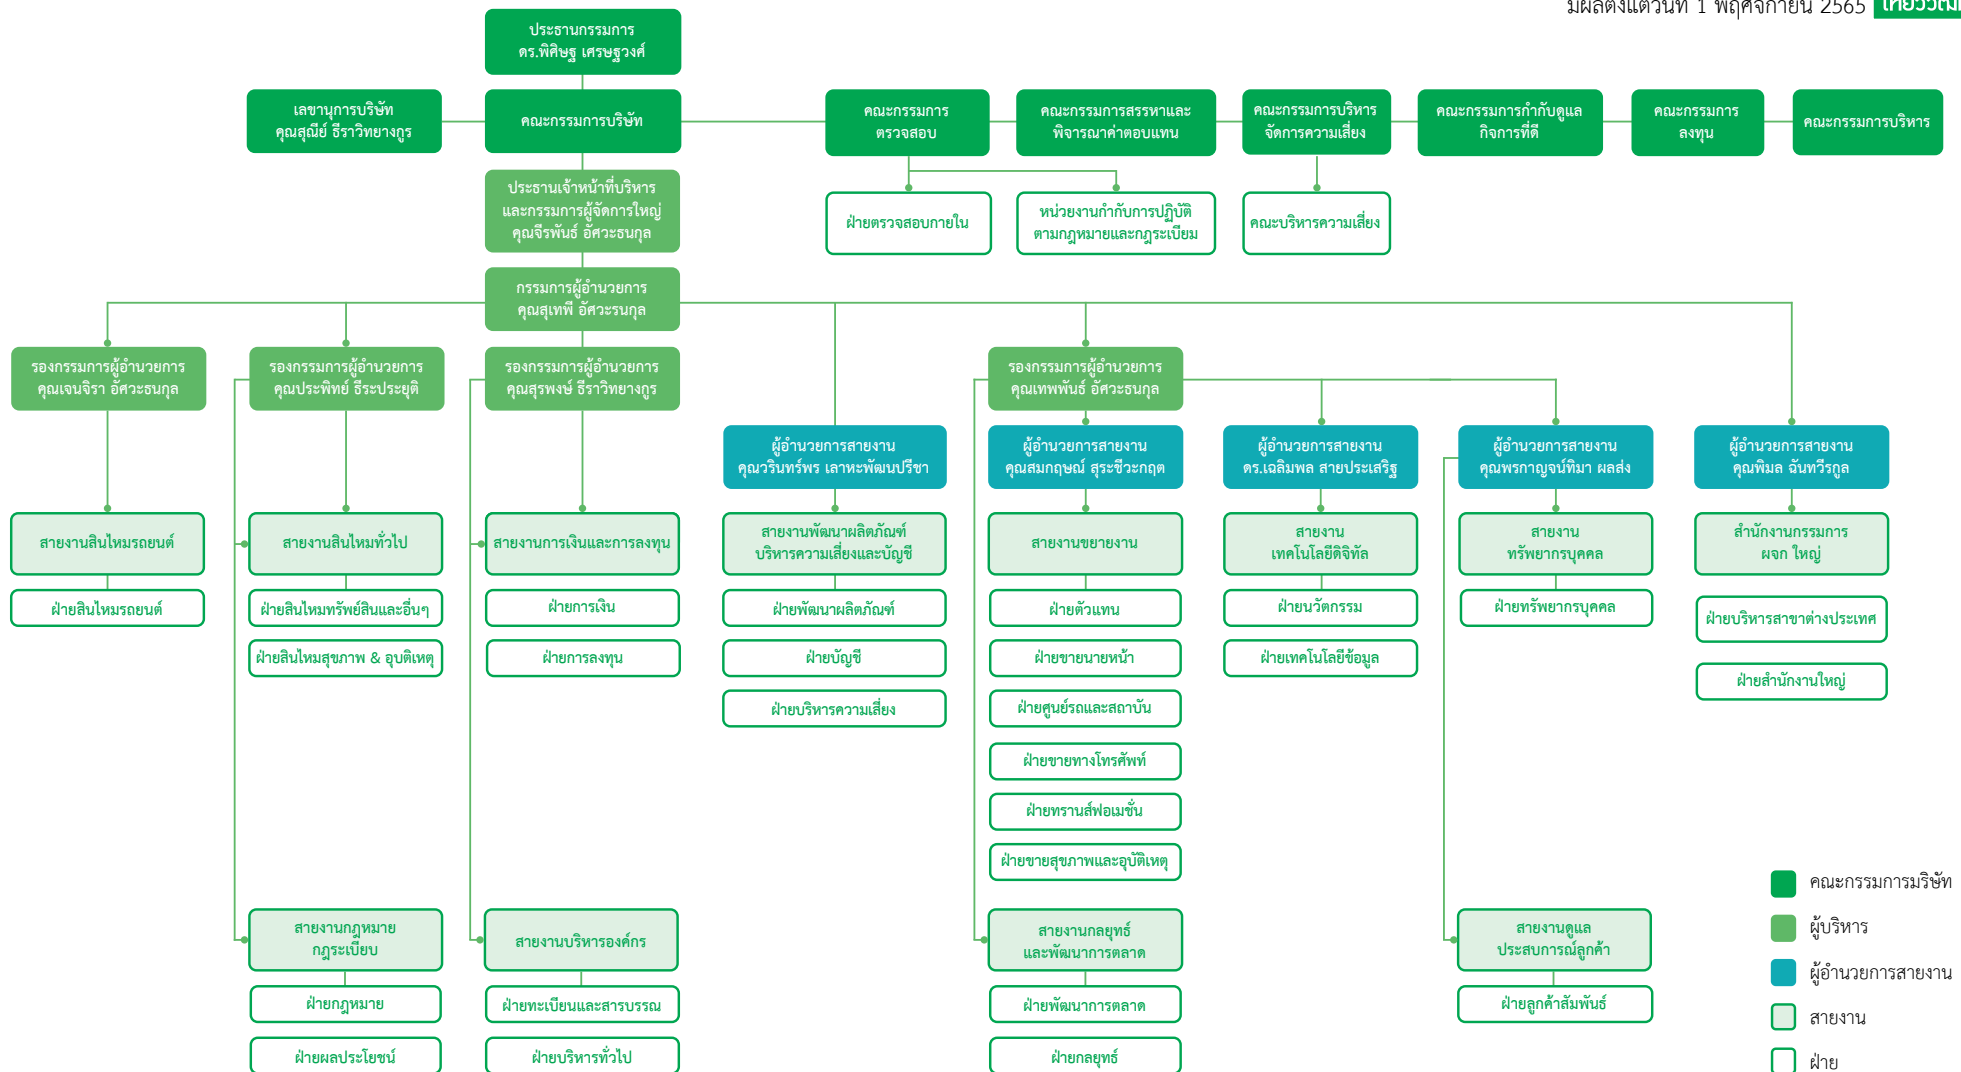 มีผลตั้งแต่วันที่ 1 พฤศจิกายน 2565
ประธานกรรมการ
ดร.พิศิษฐ เศรษฐวงศ์
เลขานุการบริษัท
คุณสุณีย์ ธีราวิทยางกูร
คณะกรรมการบริษัท
คณะกรรมการ
ตรวจสอบ
คณะกรรมการสรรหาและ
พิจารณาค่าตอบแทน
คณะกรรมการบริหาร
จัดการความเสี่ยง
คณะกรรมการกำกับดูแล
กิจการที่ดี
คณะกรรมการ
ลงทุน
คณะกรรมการบริหาร
ประธานเจ้าหน้าที่บริหาร
และกรรมการผู้จัดการใหญ่
คุณจีรพันธ์ อัศวะธนกุล
ฝ่ายตรวจสอบกายใน
หน่วยงานกำกับการปฏิบัติ
ตามกฎหมายและกฎระเบียม
คณะบริหารความเสี่ยง
กรรมการผู้อำนวยการ
คุณสุเทพี อัศวะรนกุล
รองกรรมการผู้อำนวยการ
คุณเจนจิรา อัศวะธนกุล
รองกรรมการผู้อำนวยการ
คุณประพิทย์ ธีระประยุติ
รองกรรมการผู้อำนวยการ
คุณสุรพงษ์ ธีราวิทยางกูร
รองกรรมการผู้อำนวยการ
คุณเทพพันธ์ อัศวะธนกุล
ผู้อำนวยการสายงาน
คุณวรินทร์พร เลาหะพัฒนปรีชา
ผู้อำนวยการสายงาน
คุณสมกฤษณ์ สุระชีวะกฤต
ผู้อำนวยการสายงาน
ดร.เฉลิมพล สายประเสริฐ
ผู้อำนวยการสายงาน
คุณพรกาญจน์ทิมา ผลส่ง
ผู้อำนวยการสายงาน
คุณพิมล ฉันทวีรกูล
สายงานสินไหมรถยนต์
สายงานสินไหมทั่วไป
สายงานการเงินและการลงทุน
สายงานพัฒนาผลิตภัณฑ์
บริหารความเสี่ยงและบัญชี
สายงานขยายงาน
สายงาน
เทคโนโลยีดิจิทัล
สายงาน
ทรัพยากรบุคคล
สำนักงานกรรมการ
ผจก ใหญ่
ฝ่ายสินไหมรถยนต์
ฝ่ายสินไหมทรัพย์สินและอื่นๆ
ฝ่ายการเงิน
ฝ่ายพัฒนาผลิตภัณฑ์
ฝ่ายตัวแทน
ฝ่ายนวัตกรรม
ฝ่ายทรัพยากรบุคคล
ฝ่ายบริหารสาขาต่างประเทศ
ฝ่ายสินไหมสุขภาพ & อุบติเหตุ
ฝ่ายการลงทุน
ฝ่ายบัญชี
ฝ่ายขายนายหน้า
ฝ่ายเทคโนโลยีข้อมูล
ฝ่ายสำนักงานใหญ่
ฝ่ายบริหารความเสี่ยง
ฝ่ายศูนย์รถและสถาบัน
ฝ่ายขายทางโทรศัพท์
ฝ่ายทรานส์ฟอเมชั่น
ฝ่ายขายสุขภาพและอุบัติเหตุ
สายงานกฎหมาย
กฎระเบียบ
สายงานบริหารองค์กร
สายงานกลยุทธ์
และพัฒนาการตลาด
สายงานดูแล
ประสบการณ์ลูกค้า
ฝ่ายกฎหมาย
ฝ่ายทะเบียนและสารบรรณ
ฝ่ายพัฒนาการตลาด
ฝ่ายลูกค้าสัมพันธ์
ฝ่ายผลประโยชน์
ฝ่ายบริหารทั่วไป
ฝ่ายกลยุทธ์
คณะกรรมการมริษัท
ผู้บริหาร
ผู้อำนวยการสายงาน
สายงาน
ฝ่าย